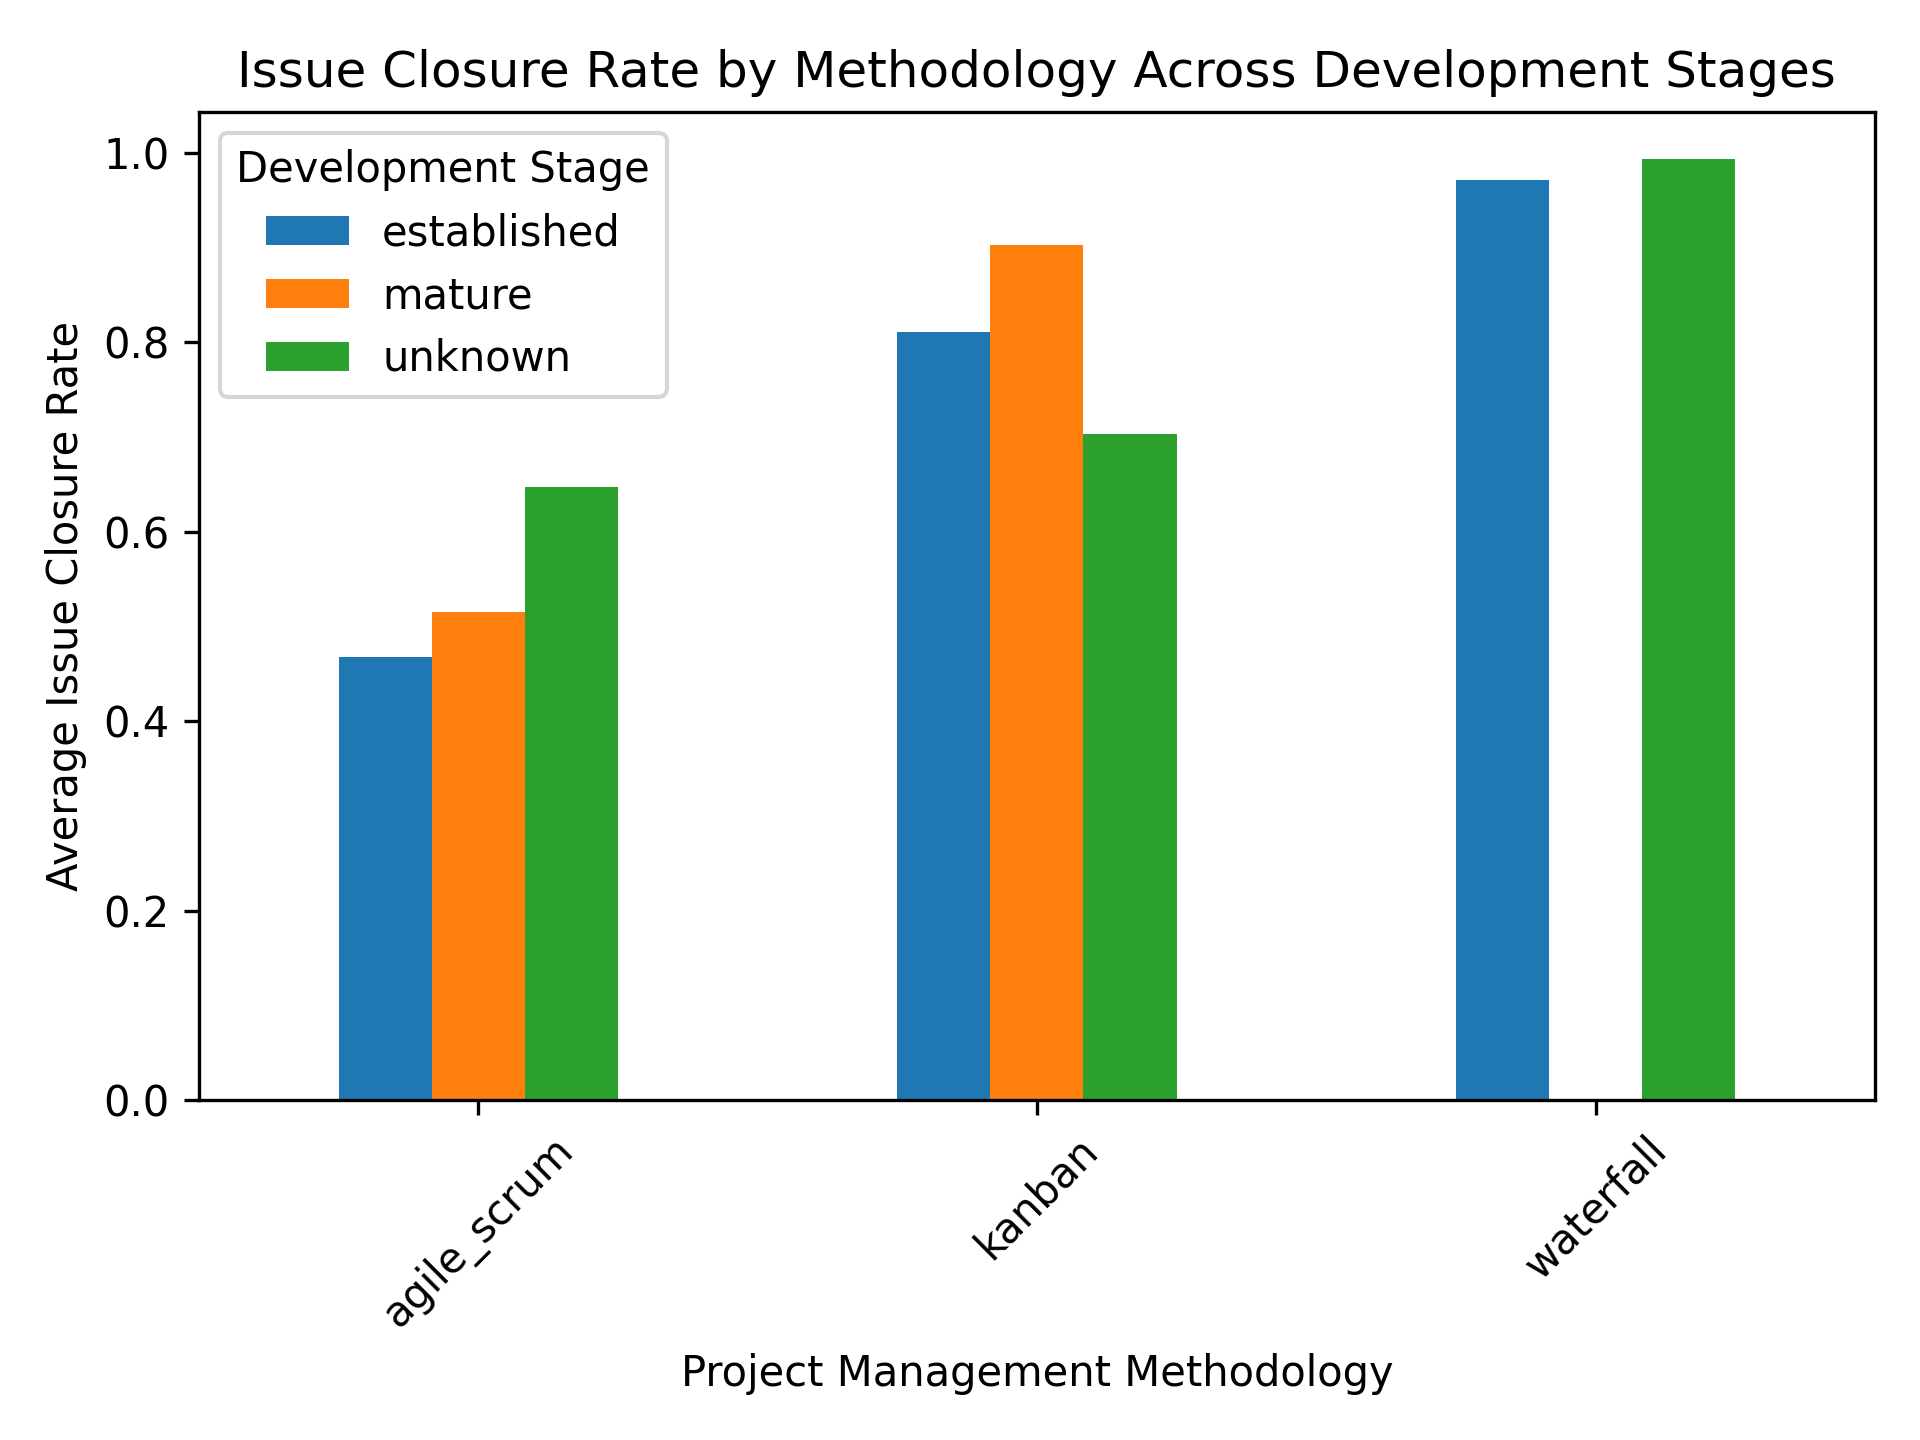 Issue Closure Rate by Methodology Across Development Stages
Development Stage
established
mature
unknown
Average Issue Closure Rate
1.0
0.8
0.6
0.4
0.2
0.0
agile_scrum
kanban
waterfall
Project Management Methodology